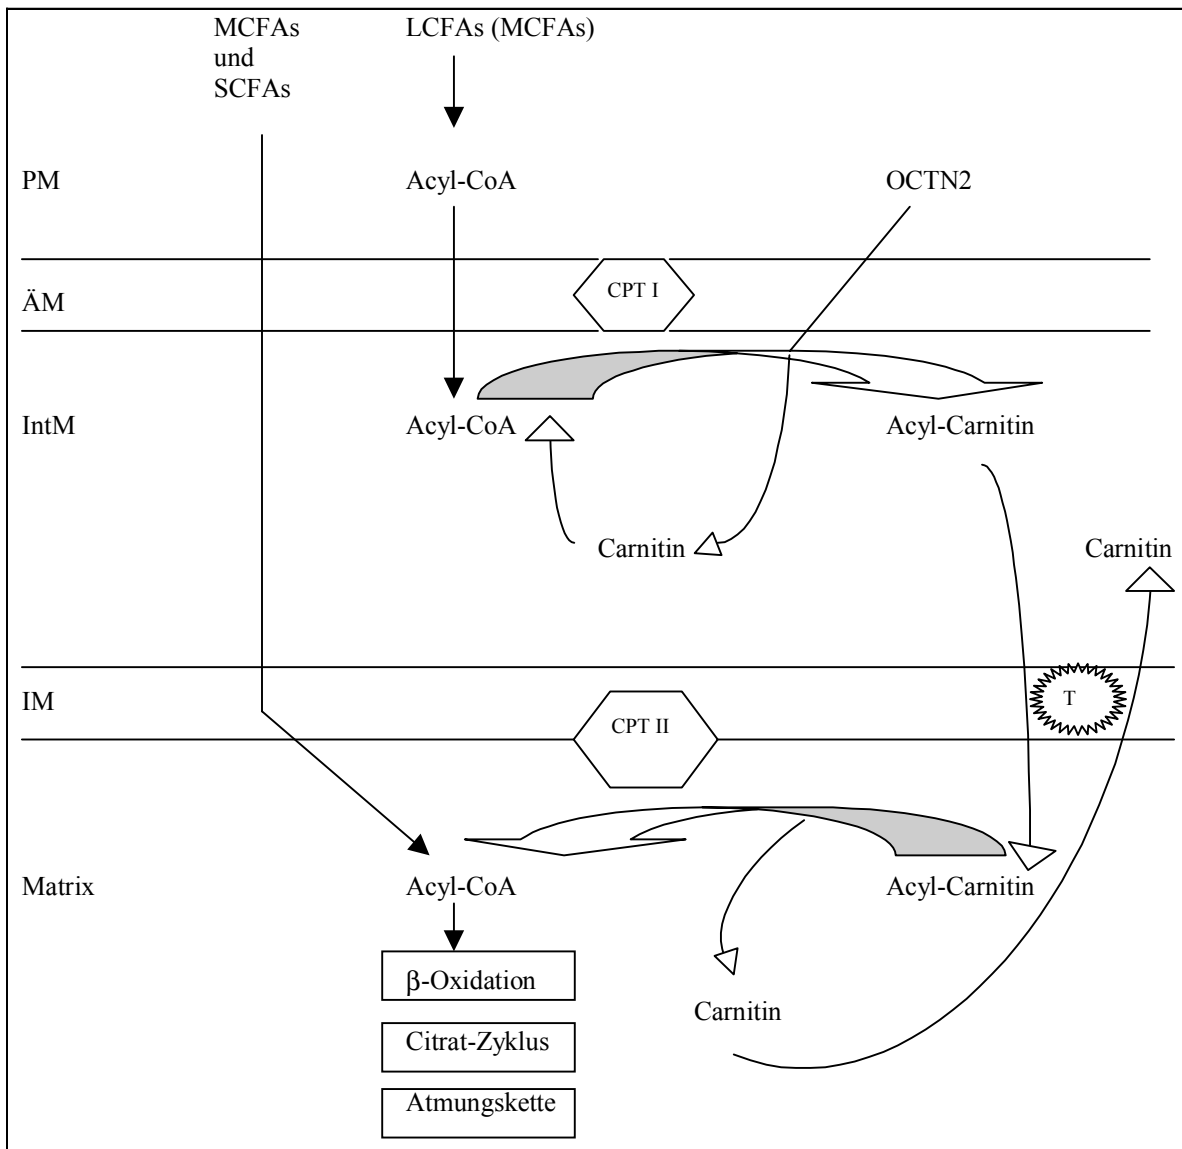 MCFAs
und
SCFAs
LCFAs (MCFAs)
PM
Acyl-CoA
OCTN2
ÄM
CPT I
IntM
Acyl-CoA
Acyl-Carnitin
Carnitin
Carnitin
IM
CPT II
T
Matrix
Acyl-CoA
Acyl-Carnitin
β-Oxidation
Carnitin
Citrat-Zyklus
Atmungskette